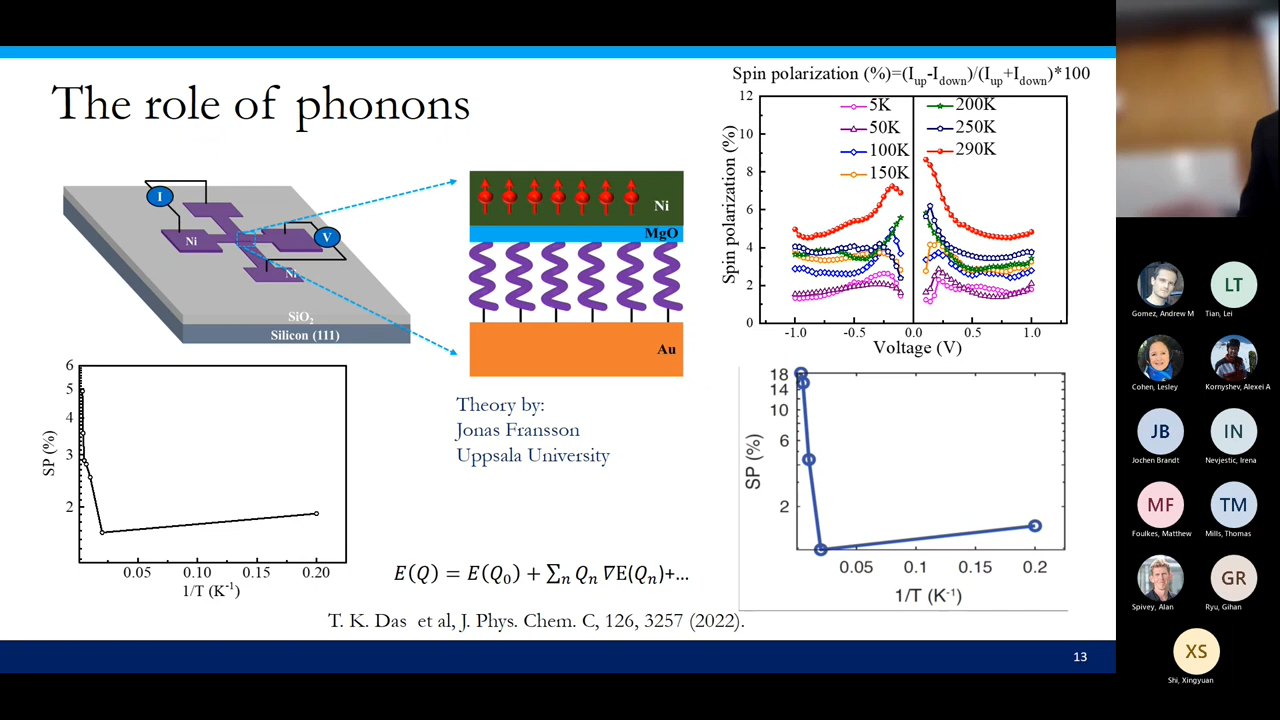 The role of phonons
I
V
Ni
Ni
SiO2
Silicon (111)
Ni
MgO
Au
Spin polarization (%)=(Iup-Idown)/(Iup+Idown)*100
12
10
8
6
4
2
0
Spin polarization (%)
5K
50K
100K
150K
200K
250K
290K
-1.0
-0.5
0.0
0.5
1.0
Voltage (V)
6
5
4
3
2
SP (%)
0.05
0.10
0.15
0.20
1/T (K-1)
Theory by:
Jonas Fransson
Uppsala University
18
14
10
6
2
SP (%)
0.05
0.1
0.15
0.2
1/T (K-1)
E(Q) = E(Q0) + ∑n Qn ∇E(Qn)+...
T. K. Das et al, J. Phys. Chem. C, 126, 3257 (2022).
13
Gomez, Andrew M
LT
Tian, Lei
Cohen, Lesley
Kornyshev, Alexei A
JB
Jochen Brandt
IN
Nevjestic, Irena
MF
Foulkes, Matthew
TM
Mills, Thomas
Spivey, Alan
GR
Ryu, Gihan
XS
Shi, Xingyuan